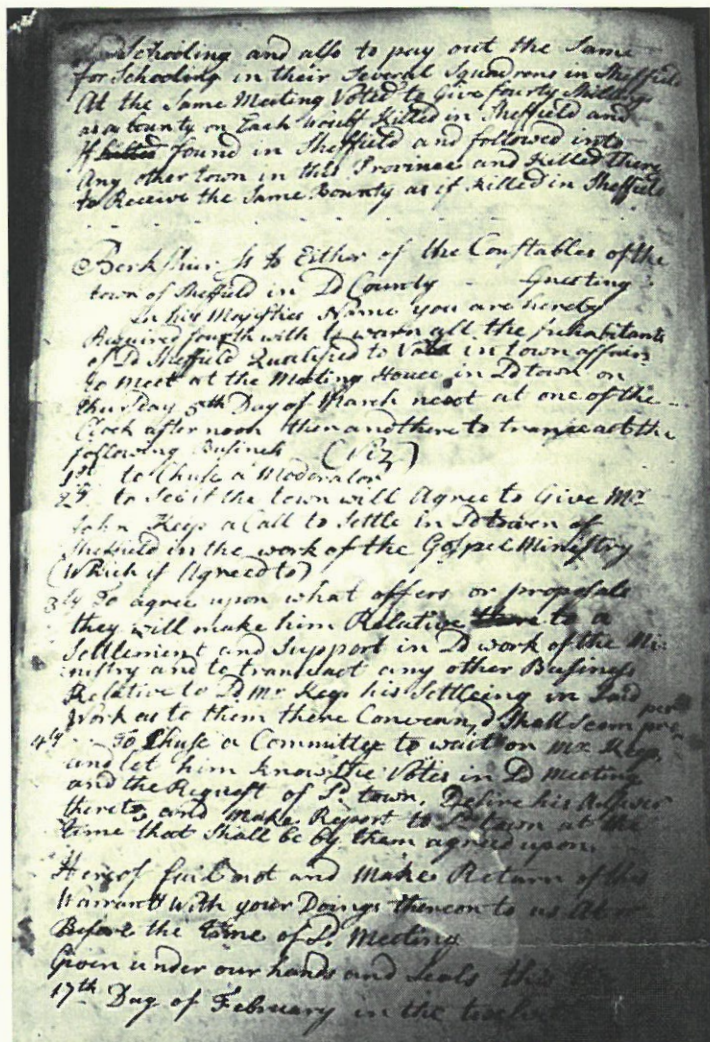 Schooling and also to pay out the Same
for Schooling in their Several Squadrons in Sheffield
At the Same Meeting Voted to Give fourty Shillings
as a bounty on Each Woulf Killed in Sheffield and
If found in Sheffield and followed into
Any other town in this Province and Killed There
to Receive the Same Bounty as if Killed in Sheffield
Berkshire Ss to Either of the Constables of the
town of Sheffield in Sd County Greeting
In his Majesties Name you are hereby
Required fourth with to warn all the Inhabitants
of Sd Sheffield Qualified to Vote in town affairs
To meet at the Meeting House in Sd town on
Thursday 5th Day of March next at one of the
Clock after noon then and there to transeact the
following Business (Viz)
1st to Chuse a Moderator
2ly to See if the town will Agree to Give Mr
John Keep a Call to Settle in Sd town of
Sheffield in the work of the Gospel Ministry
(Which if Agreed to)
3ly To agree upon what offers or proposals
they will make him Relative to a
Settlement and Support in Sd work of the Mi-
nistry and to transact any other Business
Relative to Sd Mr Keep his Settleing in Said
Work as to them there Concern,d Shall Seem
4ly To Chuse a Committee to wait on Mr Keep
and let him know the Votes in Sd Meeting
and the Request of Sd town, Desire his Answer
thereto, and Make Report to Sd town at the
time that Shall be by them agreed upon.
Hereof fail not and Make Return of this
Warrant with your Doings thereon to us At
Before the time of Sd Meeting
Given under our hands and Seals this
17th Day of February in the